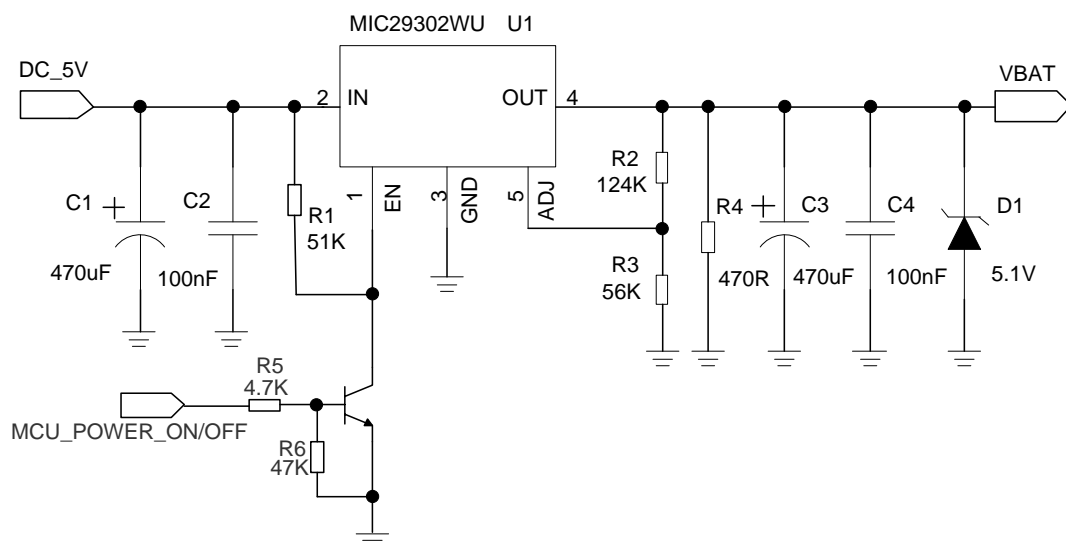 MIC29302WU U1
DC_5V
VBAT
2 IN
OUT 4
1
EN
3
GND
5
ADJ
R2
124K
C1
C2
R1
51K
R4
C3
C4
D1
470uF
100nF
R3
56K
470R
470uF
100nF
5.1V
R5
4.7K
MCU_POWER_ON/OFF
R6
47K